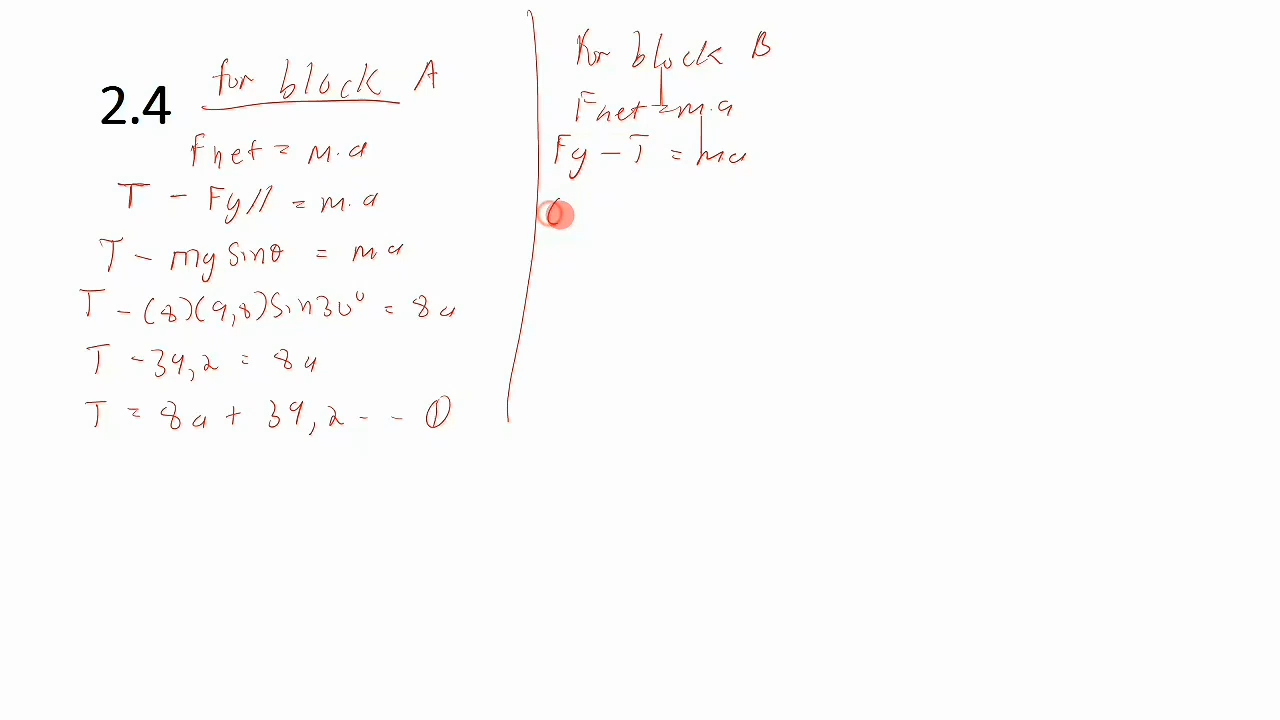 2.4 for block A
Fnet = m.a
T - Fg// = m.a
T - mg sinθ = ma
T - (8)(9,8)sin30° = 8a
T - 39,2 = 8a
T = 8a + 39,2 - - ①
For block B
Fnet = m.a
Fg - T = ma
(